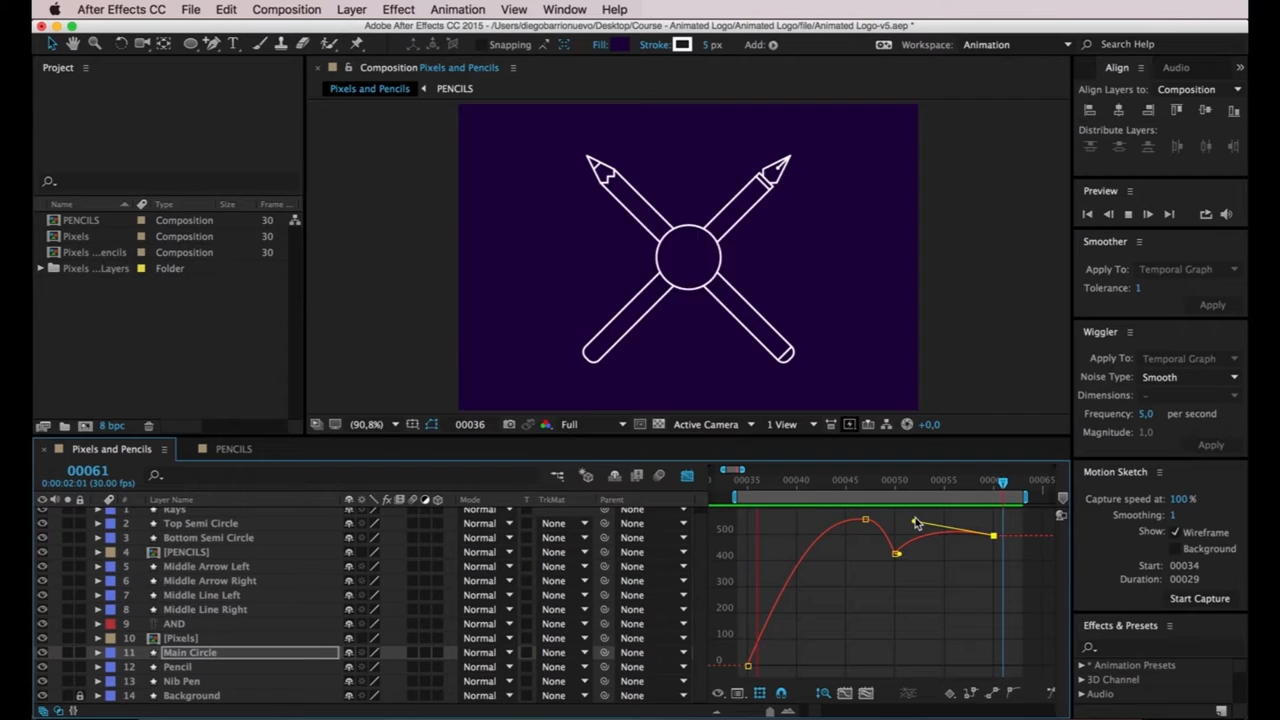 After Effects CC File Edit Composition Layer Effect Animation View Window Help
Adobe After Effects CC 2015 - /Users/diegobarrionuevo/Desktop/Course - Animated Logo/Animated Logo/file/Animated Logo-v5.aep *
Snapping Fill: Stroke: 5 px Add: Workspace: Animation Search Help
Project
Composition Pixels and Pencils
Pixels and Pencils PENCILS
Name Type Size Frame ...
PENCILS Composition 30
Pixels Composition 30
Pixels ...encils Composition 30
Pixels ...Layers Folder
8 bpc
(90,8%) 00036 Full Active Camera 1 View +0,0
Align Audio
Align Layers to: Composition
Distribute Layers:
Preview
Smoother
Apply To: Temporal Graph
Tolerance: 1
Apply
Wiggler
Apply To: Temporal Graph
Noise Type: Smooth
Dimensions: -
Frequency: 5,0 per second
Magnitude: 1,0
Apply
Motion Sketch
Capture speed at: 100 %
Smoothing: 1
Show: Wireframe
Background
Start: 00034
Duration: 00029
Start Capture
Effects & Presets
* Animation Presets
3D Channel
Audio
Pixels and Pencils PENCILS
00061
0:00:02:01 (30.00 fps)
# Layer Name Mode T TrkMat Parent
1 Rays Normal None
2 Top Semi Circle Normal None None
3 Bottom Semi Circle Normal None None
4 [PENCILS] Normal None None
5 Middle Arrow Left Normal None None
6 Middle Arrow Right Normal None None
7 Middle Line Left Normal None None
8 Middle Line Right Normal None None
9 AND Normal None None
10 [Pixels] Normal None None
11 Main Circle Normal None None
12 Pencil Normal None None
13 Nib Pen Normal None None
14 Background Normal None None
00035 00040 00045 00050 00055 00065
500
400
300
200
100
0